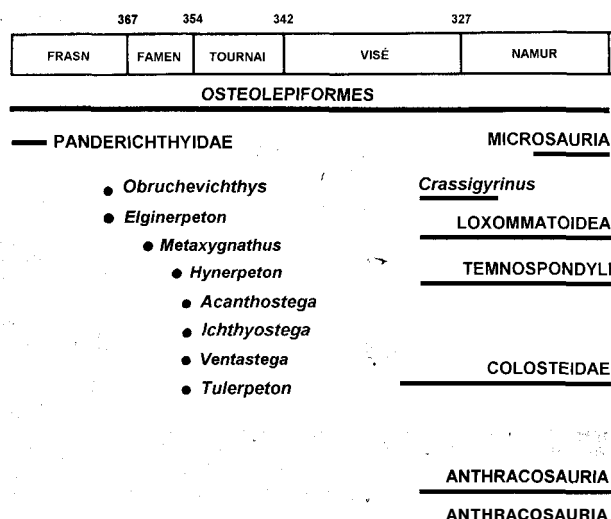 367 354 342 327
FRASN FAMEN TOURNAI VISÉ NAMUR
OSTEOLEPIFORMES
PANDERICHTHYIDAE MICROSAURIA
Obruchevichthys Crassigyrinus
Elginerpeton LOXOMMATOIDEA
Metaxygnathus
Hynerpeton TEMNOSPONDYLI
Acanthostega
Ichthyostega
Ventastega COLOSTEIDAE
Tulerpeton
ANTHRACOSAURIA
ANTHRACOSAURIA